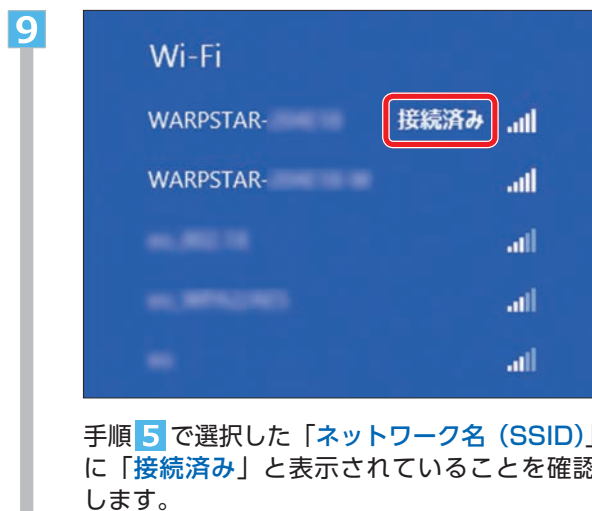 9
Wi-Fi
WARPSTAR- 接続済み
WARPSTAR-
手順 5 で選択した「ネットワーク名（SSID）」
に「接続済み」と表示されていることを確認
します。